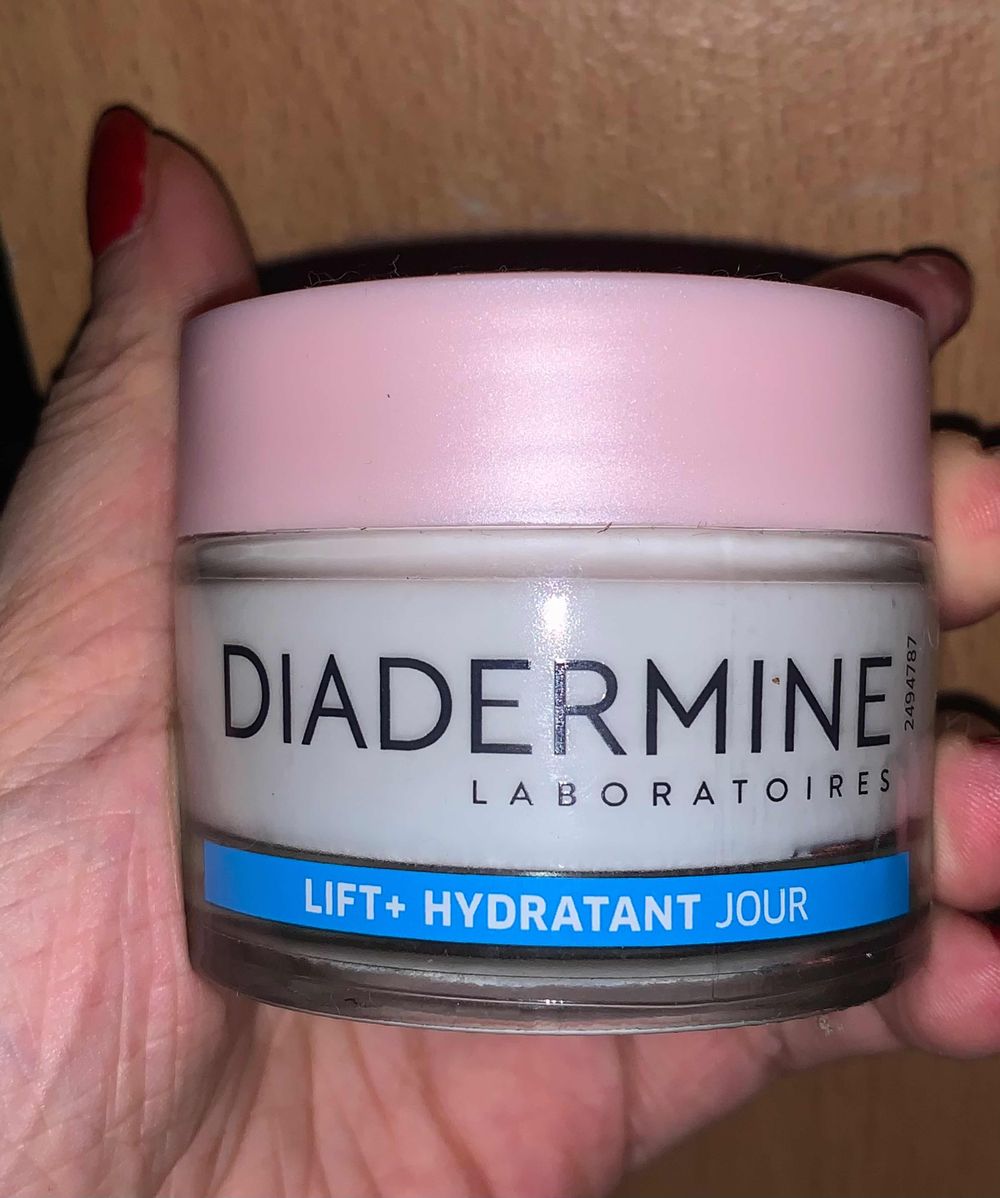 DIADERMINE
LABORATOIRES
2494787
LIFT+ HYDRATANT JOUR